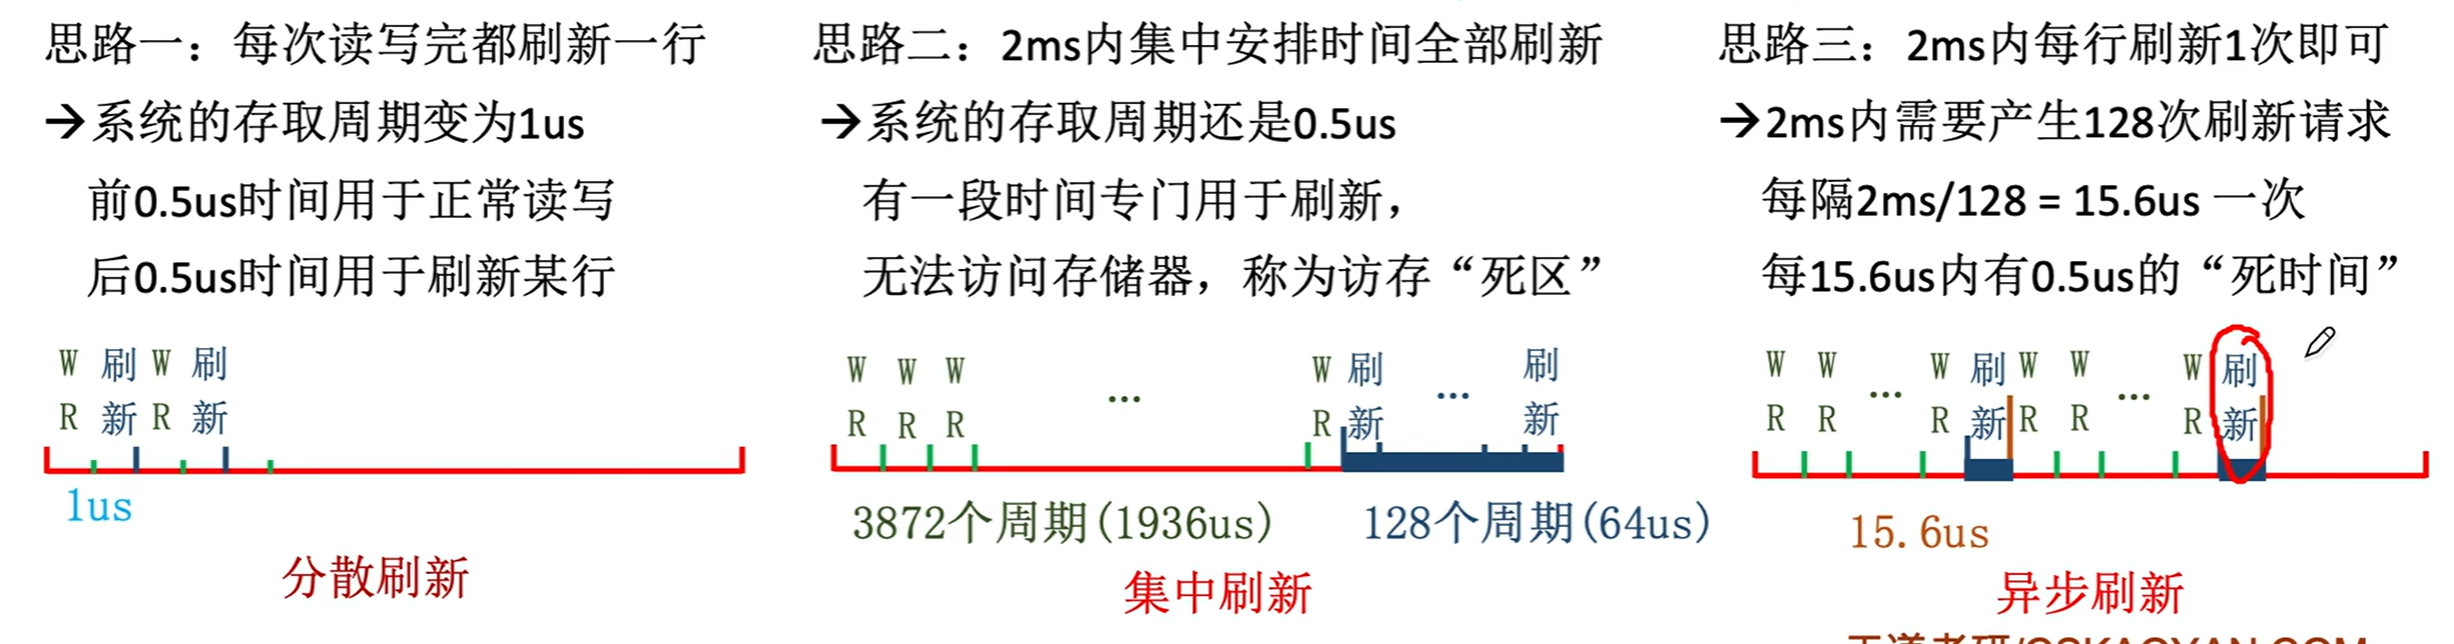 思路一：每次读写完都刷新一行
→系统的存取周期变为1us
前0.5us时间用于正常读写
后0.5us时间用于刷新某行
W 刷 W 刷
R 新 R 新
1us
分散刷新
思路二：2ms内集中安排时间全部刷新
→系统的存取周期还是0.5us
有一段时间专门用于刷新，
无法访问存储器，称为访存“死区”
W W W W 刷 刷
... ...
R R R R 新 新
3872个周期(1936us) 128个周期(64us)
集中刷新
思路三：2ms内每行刷新1次即可
→2ms内需要产生128次刷新请求
每隔2ms/128 = 15.6us 一次
每15.6us内有0.5us的“死时间”
W W W 刷 W W W 刷
... ...
R R R 新 R R R 新
15.6us
异步刷新